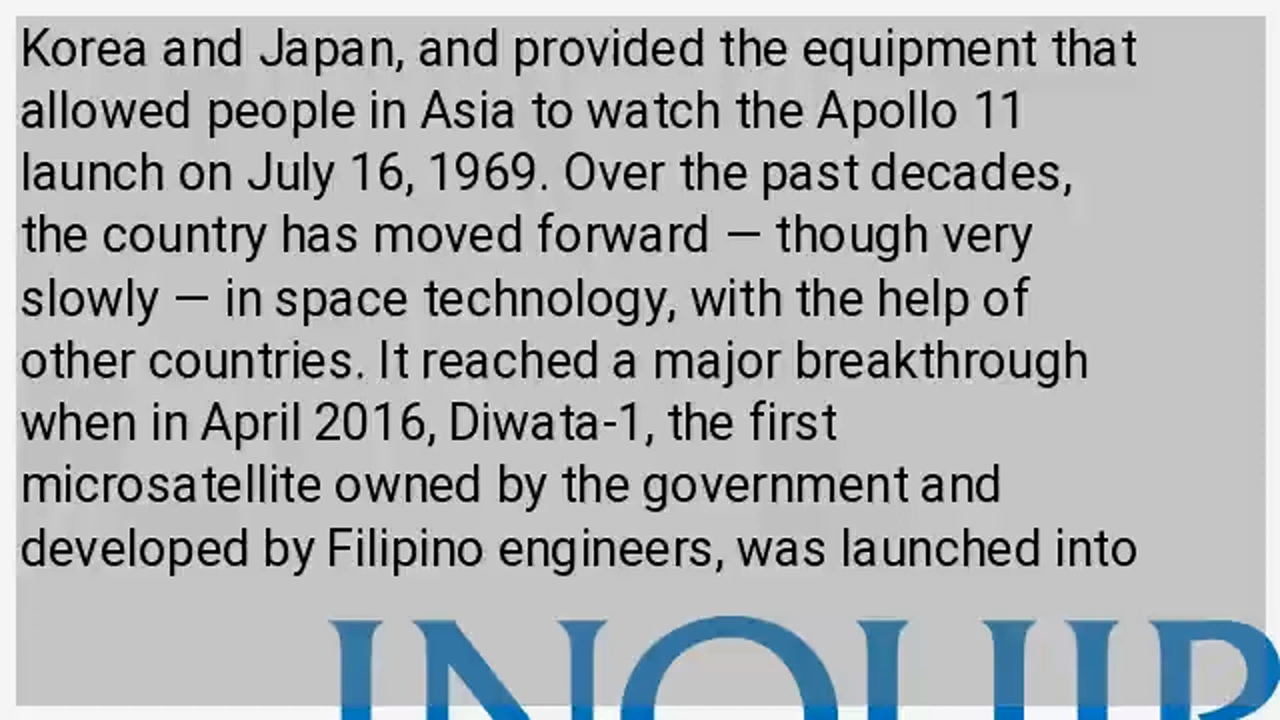 Korea and Japan, and provided the equipment that
allowed people in Asia to watch the Apollo 11
launch on July 16, 1969. Over the past decades,
the country has moved forward — though very
slowly — in space technology, with the help of
other countries. It reached a major breakthrough
when in April 2016, Diwata-1, the first
microsatellite owned by the government and
developed by Filipino engineers, was launched into